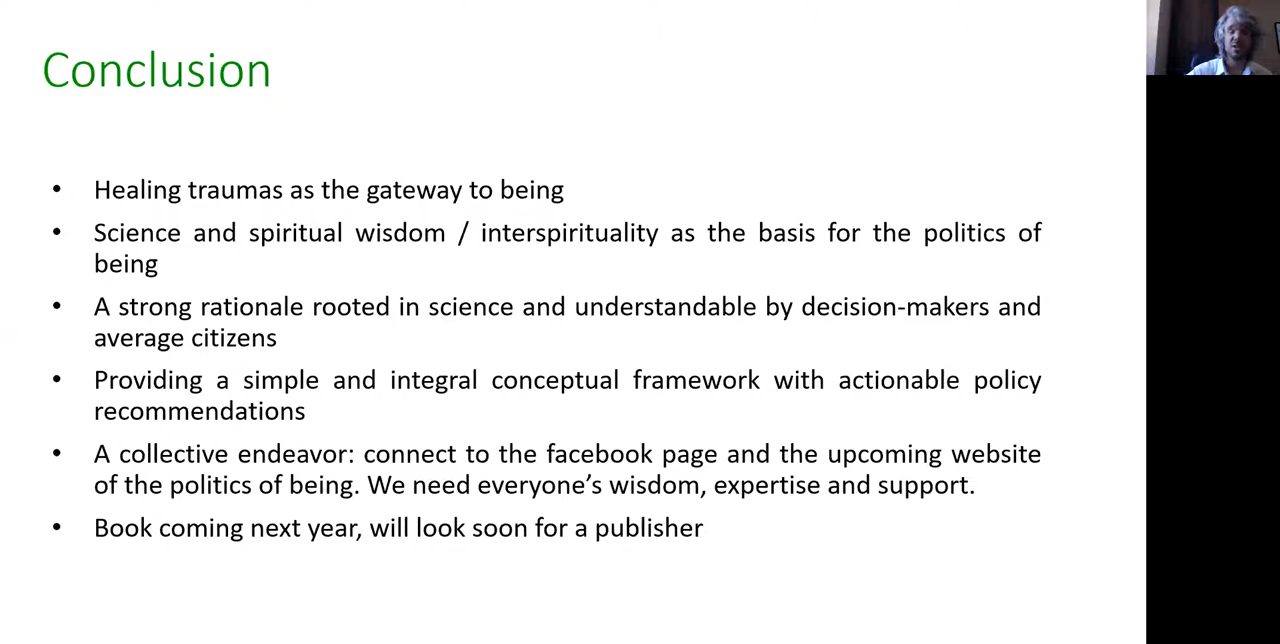 Conclusion
• Healing traumas as the gateway to being
• Science and spiritual wisdom / interspirituality as the basis for the politics of
being
• A strong rationale rooted in science and understandable by decision-makers and
average citizens
• Providing a simple and integral conceptual framework with actionable policy
recommendations
• A collective endeavor: connect to the facebook page and the upcoming website
of the politics of being. We need everyone’s wisdom, expertise and support.
• Book coming next year, will look soon for a publisher